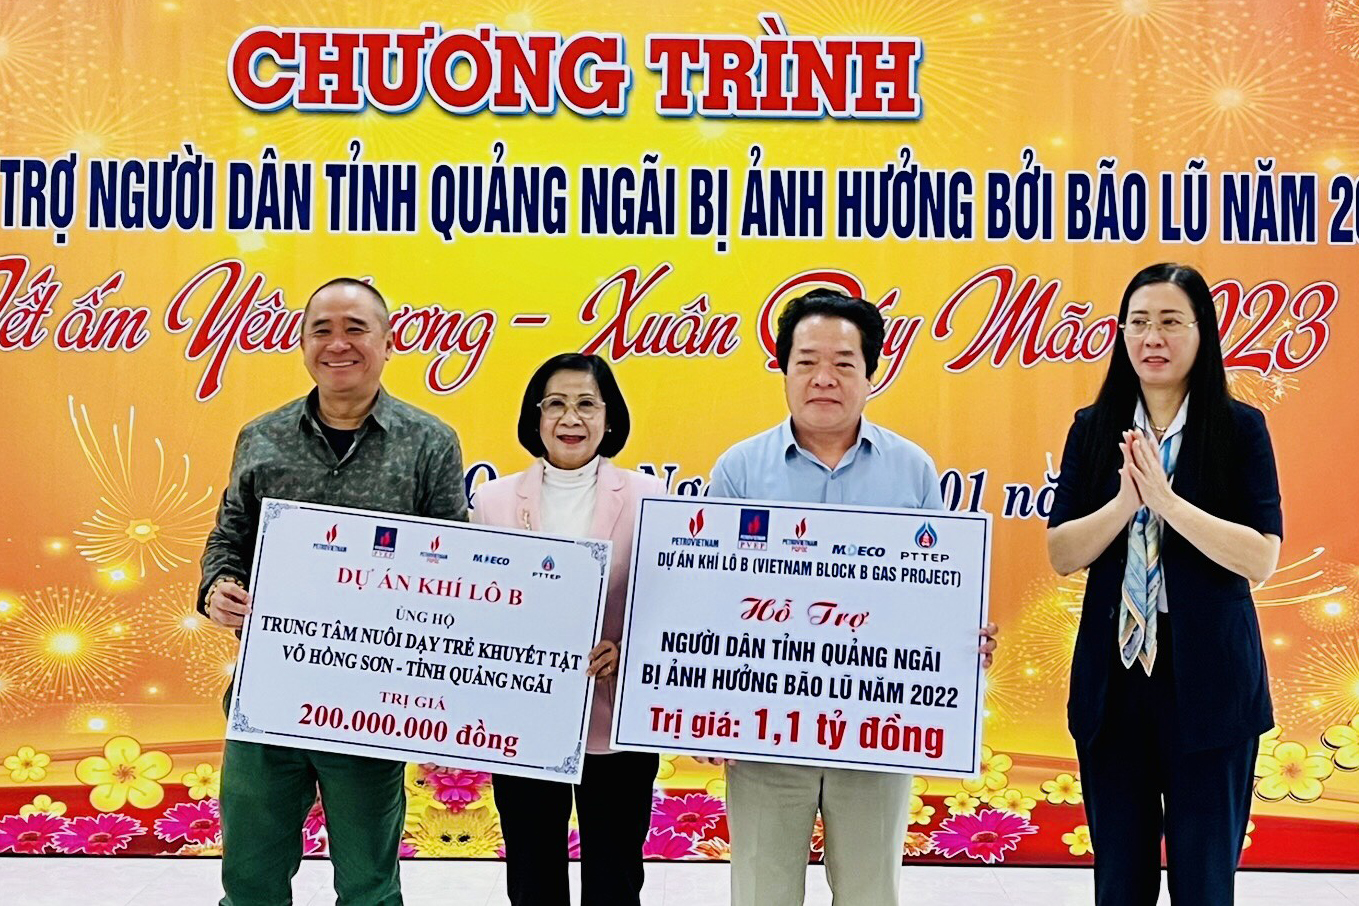 CHƯƠNG TRÌNH
TRỢ NGƯỜI DÂN TỈNH QUẢNG NGÃI BỊ ẢNH HƯỞNG BỞI BÃO LŨ NĂM
Tết ấm Yêu - Xuân Mão
01
PETROVIETNAM PVEP PETROVIETNAM PQPOC MOECO PTTEP
DỰ ÁN KHÍ LÔ B
ỦNG HỘ
TRUNG TÂM NUÔI DẠY TRẺ KHUYẾT TẬT
VÕ HỒNG SƠN - TỈNH QUẢNG NGÃI
TRỊ GIÁ
200.000.000 đồng
PETROVIETNAM PVEP PETROVIETNAM PQPOC MOECO PTTEP
DỰ ÁN KHÍ LÔ B (VIETNAM BLOCK B GAS PROJECT)
Hỗ Trợ
NGƯỜI DÂN TỈNH QUẢNG NGÃI
BỊ ẢNH HƯỞNG BÃO LŨ NĂM 2022
Trị giá: 1,1 tỷ đồng